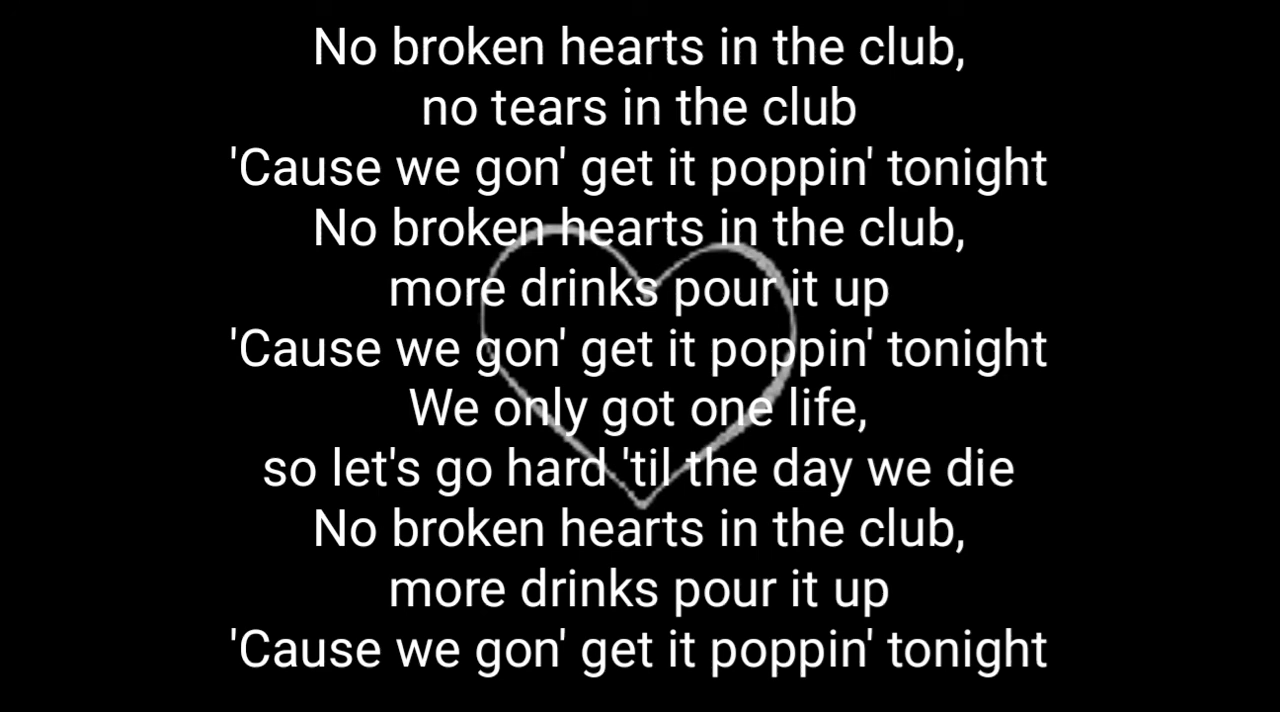 No broken hearts in the club,
no tears in the club
'Cause we gon' get it poppin' tonight
No broken hearts in the club,
more drinks pour it up
'Cause we gon' get it poppin' tonight
We only got one life,
so let's go hard 'til the day we die
No broken hearts in the club,
more drinks pour it up
'Cause we gon' get it poppin' tonight